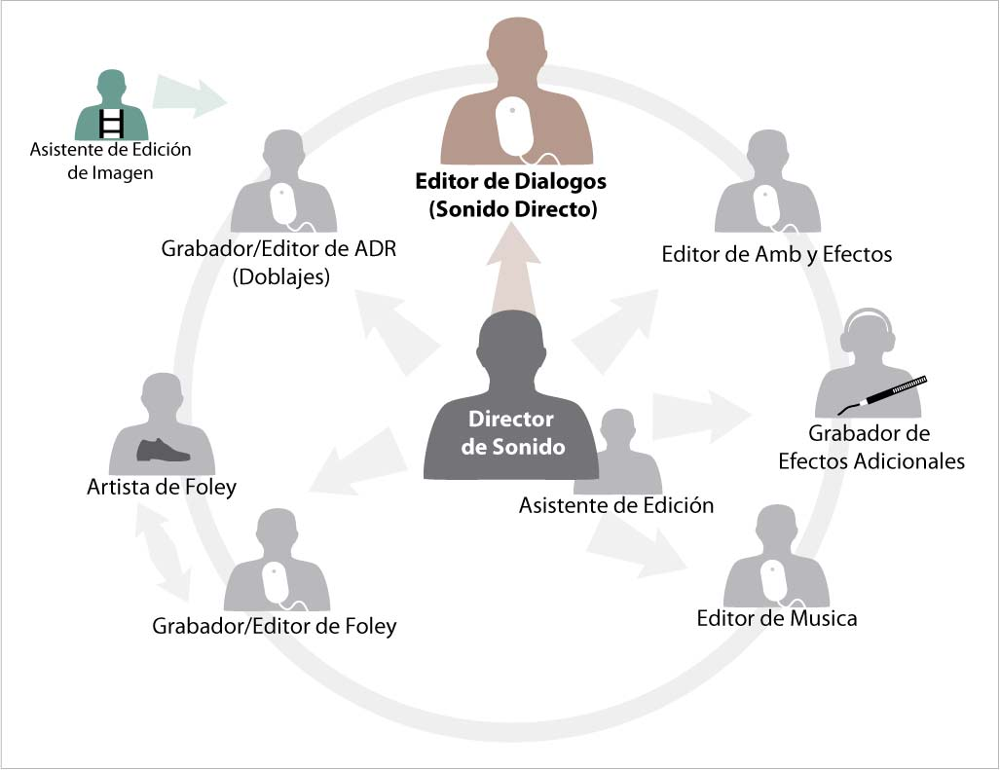 Asistente de Edición
de Imagen
Editor de Dialogos
(Sonido Directo)
Grabador/Editor de ADR
(Doblajes)
Editor de Amb y Efectos
Director
de Sonido
Grabador de
Efectos Adicionales
Artista de Foley
Asistente de Edición
Grabador/Editor de Foley
Editor de Musica